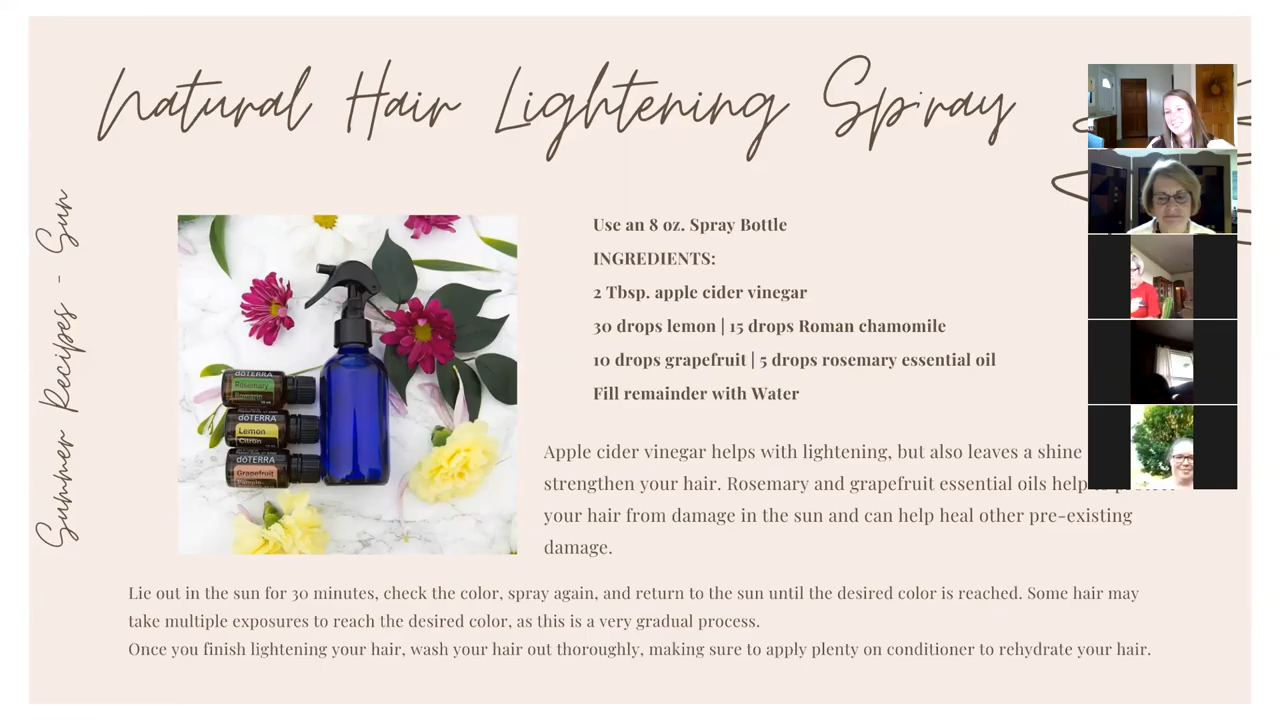 Natural Hair Lightening Spray
Summer Recipes - Sun
Use an 8 oz. Spray Bottle
INGREDIENTS:
2 Tbsp. apple cider vinegar
30 drops lemon | 15 drops Roman chamomile
10 drops grapefruit | 5 drops rosemary essential oil
Fill remainder with Water
dōTERRA
Rosemary
Romarin
dōTERRA
Lemon
Citron
dōTERRA
Grapefruit
Apple cider vinegar helps with lightening, but also leaves a shine
strengthen your hair. Rosemary and grapefruit essential oils help
your hair from damage in the sun and can help heal other pre-existing
damage.
Lie out in the sun for 30 minutes, check the color, spray again, and return to the sun until the desired color is reached. Some hair may
take multiple exposures to reach the desired color, as this is a very gradual process.
Once you finish lightening your hair, wash your hair out thoroughly, making sure to apply plenty on conditioner to rehydrate your hair.